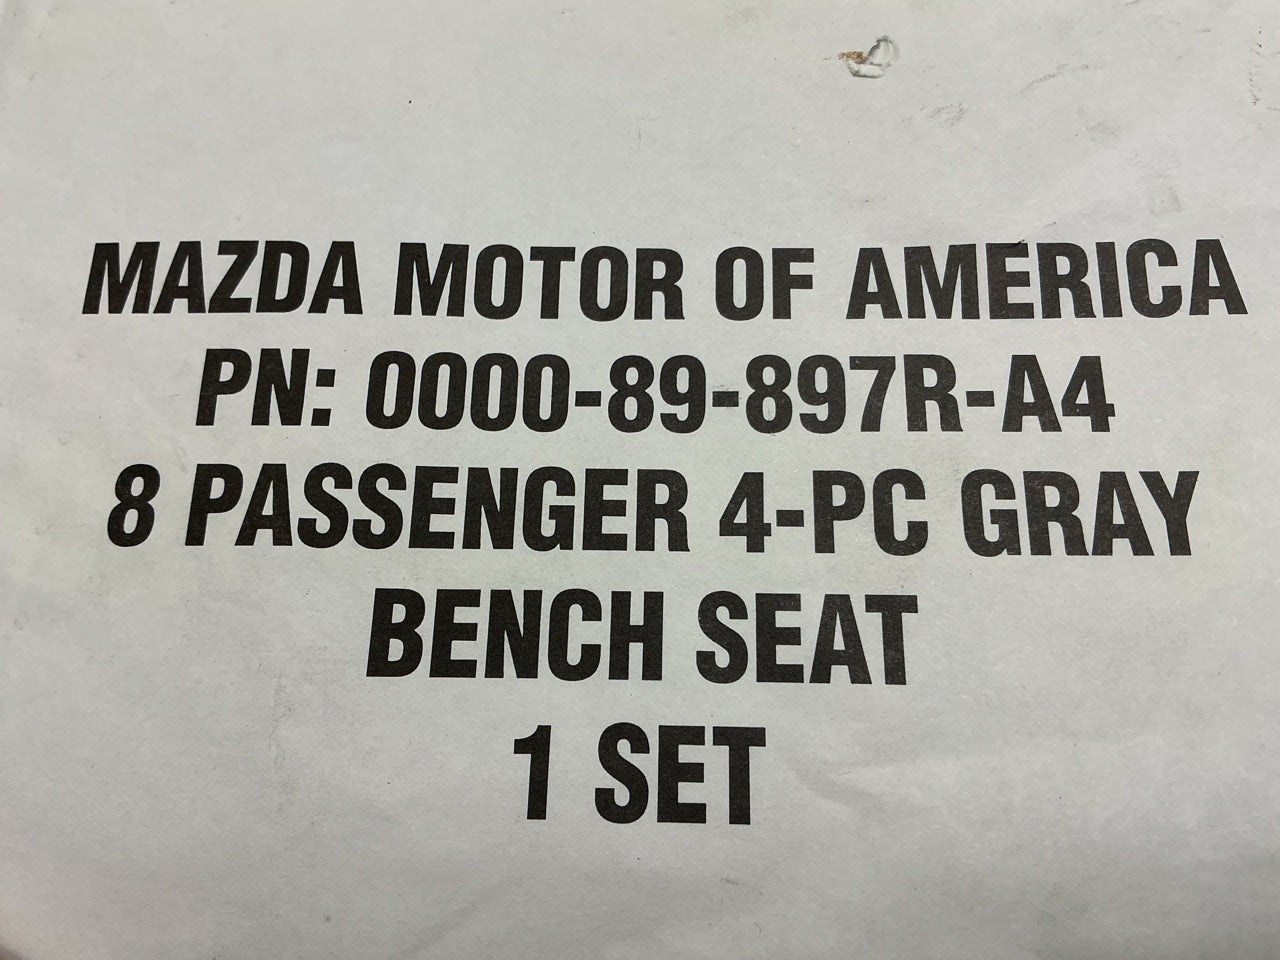 MAZDA MOTOR OF AMERICA
PN: 0000-89-897R-A4
8 PASSENGER 4-PC GRAY
BENCH SEAT
1 SET